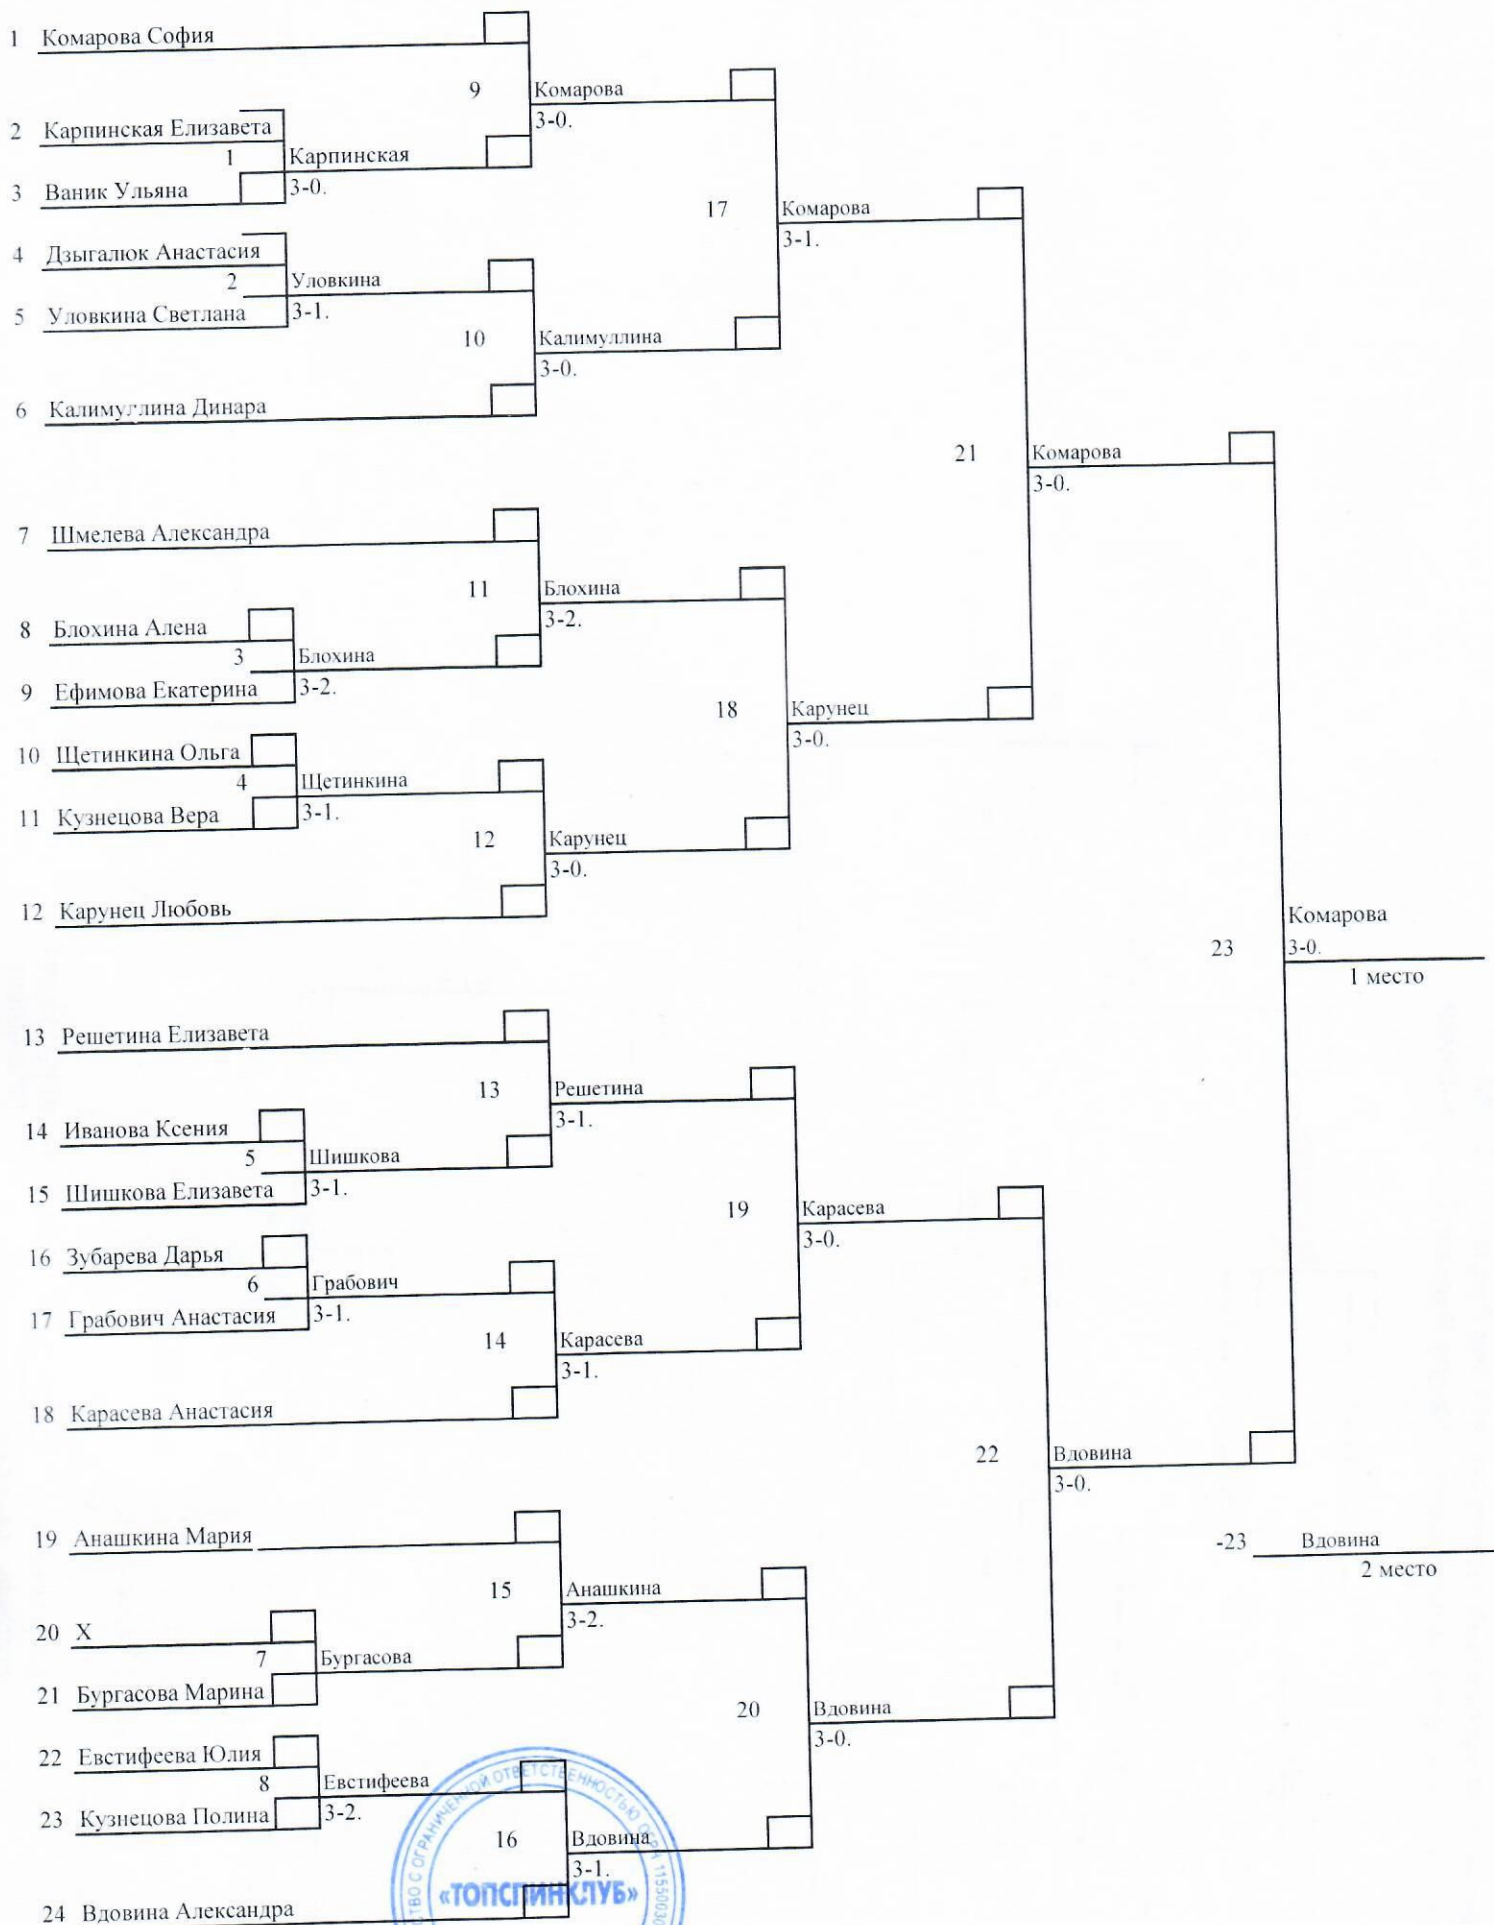 1 Комарова София
9 Комарова
3-0.
2 Карпинская Елизавета
1 Карпинская
3-0.
3 Ваник Ульяна
17 Комарова
3-1.
4 Дзыгалюк Анастасия
2 Уловкина
3-1.
5 Уловкина Светлана
10 Калимуллина
3-0.
6 Калимуллина Динара
21 Комарова
3-0.
7 Шмелева Александра
11 Блохина
3-2.
8 Блохина Алена
3 Блохина
3-2.
9 Ефимова Екатерина
18 Карунец
3-0.
10 Щетинкина Ольга
4 Щетинкина
3-1.
11 Кузнецова Вера
12 Карунец
3-0.
12 Карунец Любовь
23 Комарова
3-0.
1 место
13 Решетина Елизавета
13 Решетина
3-1.
14 Иванова Ксения
5 Шишкова
3-1.
15 Шишкова Елизавета
19 Карасева
3-0.
16 Зубарева Дарья
6 Грабович
3-1.
17 Грабович Анастасия
14 Карасева
3-1.
18 Карасева Анастасия
22 Вдовина
3-0.
19 Анашкина Мария
-23 Вдовина
2 место
15 Анашкина
3-2.
20 Х
7 Бургасова
21 Бургасова Марина
20 Вдовина
3-0.
22 Евстифеева Юлия
8 Евстифеева
3-2.
23 Кузнецова Полина
16 Вдовина
3-1.
24 Вдовина Александра
С ОГРАНИЧЕННОЙ ОТВЕТСТВЕННОСТЬЮ ОГРН
«ТОПСПИНКЛУБ»